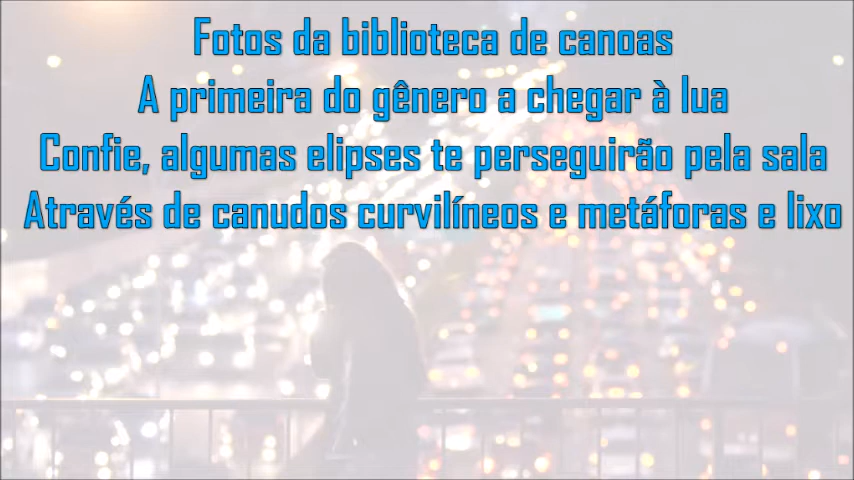 Fotos da biblioteca de canoas
A primeira do gênero a chegar à lua
Confie, algumas elipses te perseguirão pela sala
Através de canudos curvilíneos e metáforas e lixo